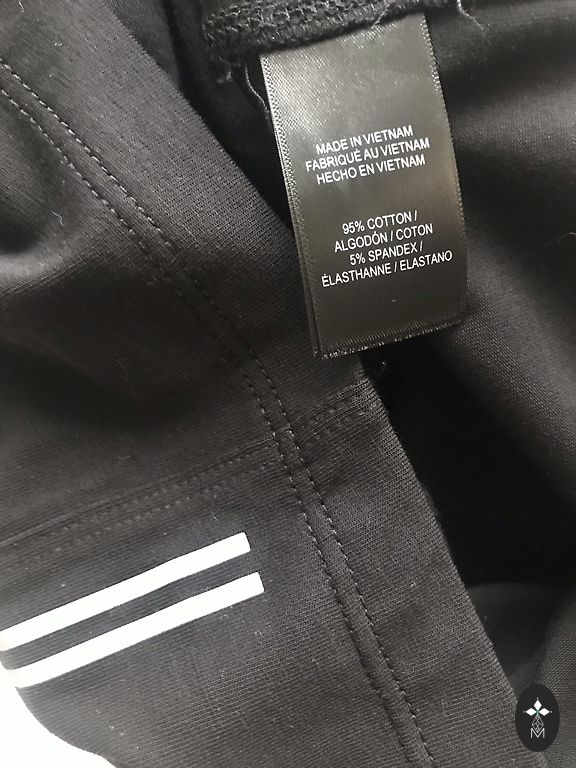 MADE IN VIETNAM
FABRIQUÉ AU VIETNAM
HECHO EN VIETNAM
95% COTTON /
ALGODÓN / COTON
5% SPANDEX /
ÉLASTHANNE / ELASTANO